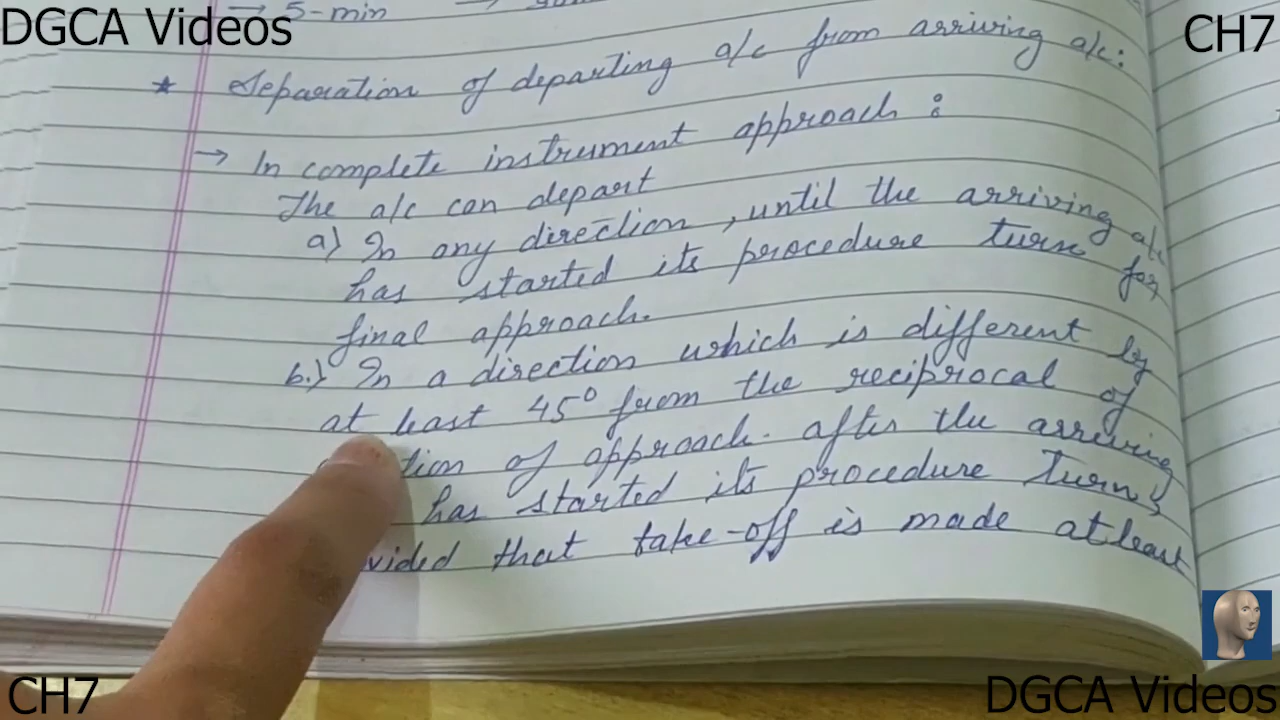 DGCA Videos
CH7
→ 5-min →
* Separation of departing a/c from arriving a/c:
→ In complete instrument approach:
The a/c can depart
a) In any direction, until the arriving a/c
has started its procedure turn for
final approach.
b.) In a direction which is different by
at least 45° from the reciprocal of
tion of approach. after the arriving
has started its procedure turn,
vided that take-off is made atleast
CH7
DGCA Videos